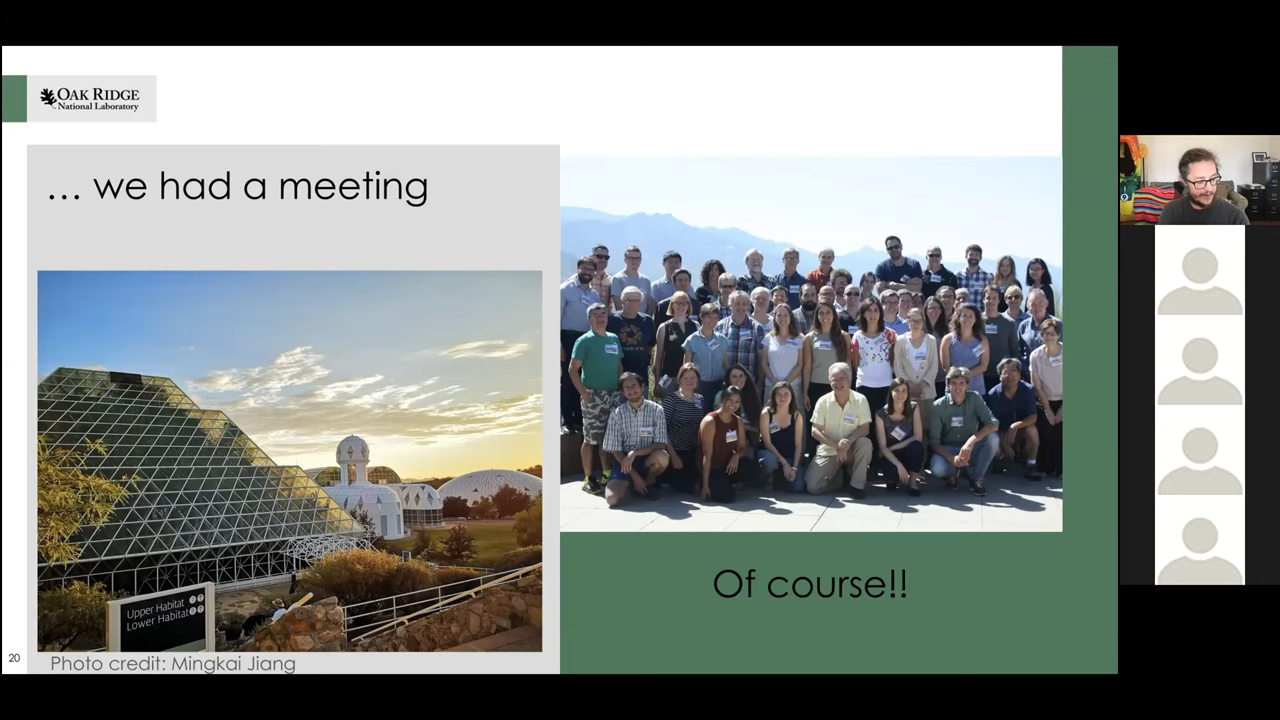 OAK RIDGE
National Laboratory
… we had a meeting
Upper Habitat
Lower Habitat
Of course!!
20
Photo credit: Mingkai Jiang